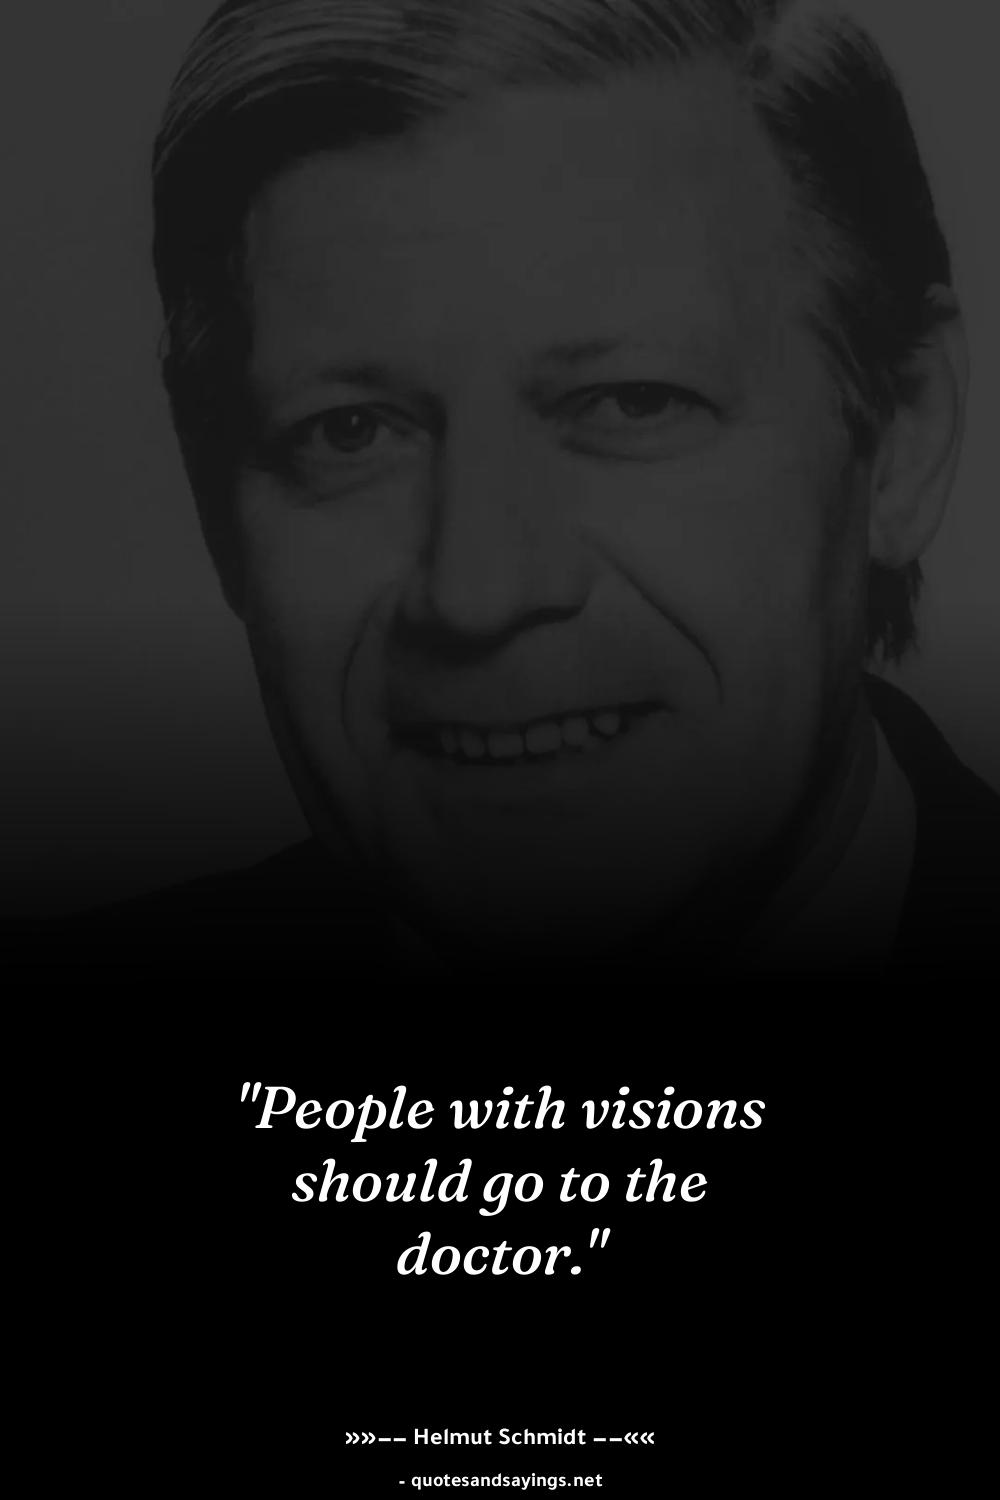 "People with visions
should go to the
doctor."
»»–– Helmut Schmidt ––««
- quotesandsayings.net